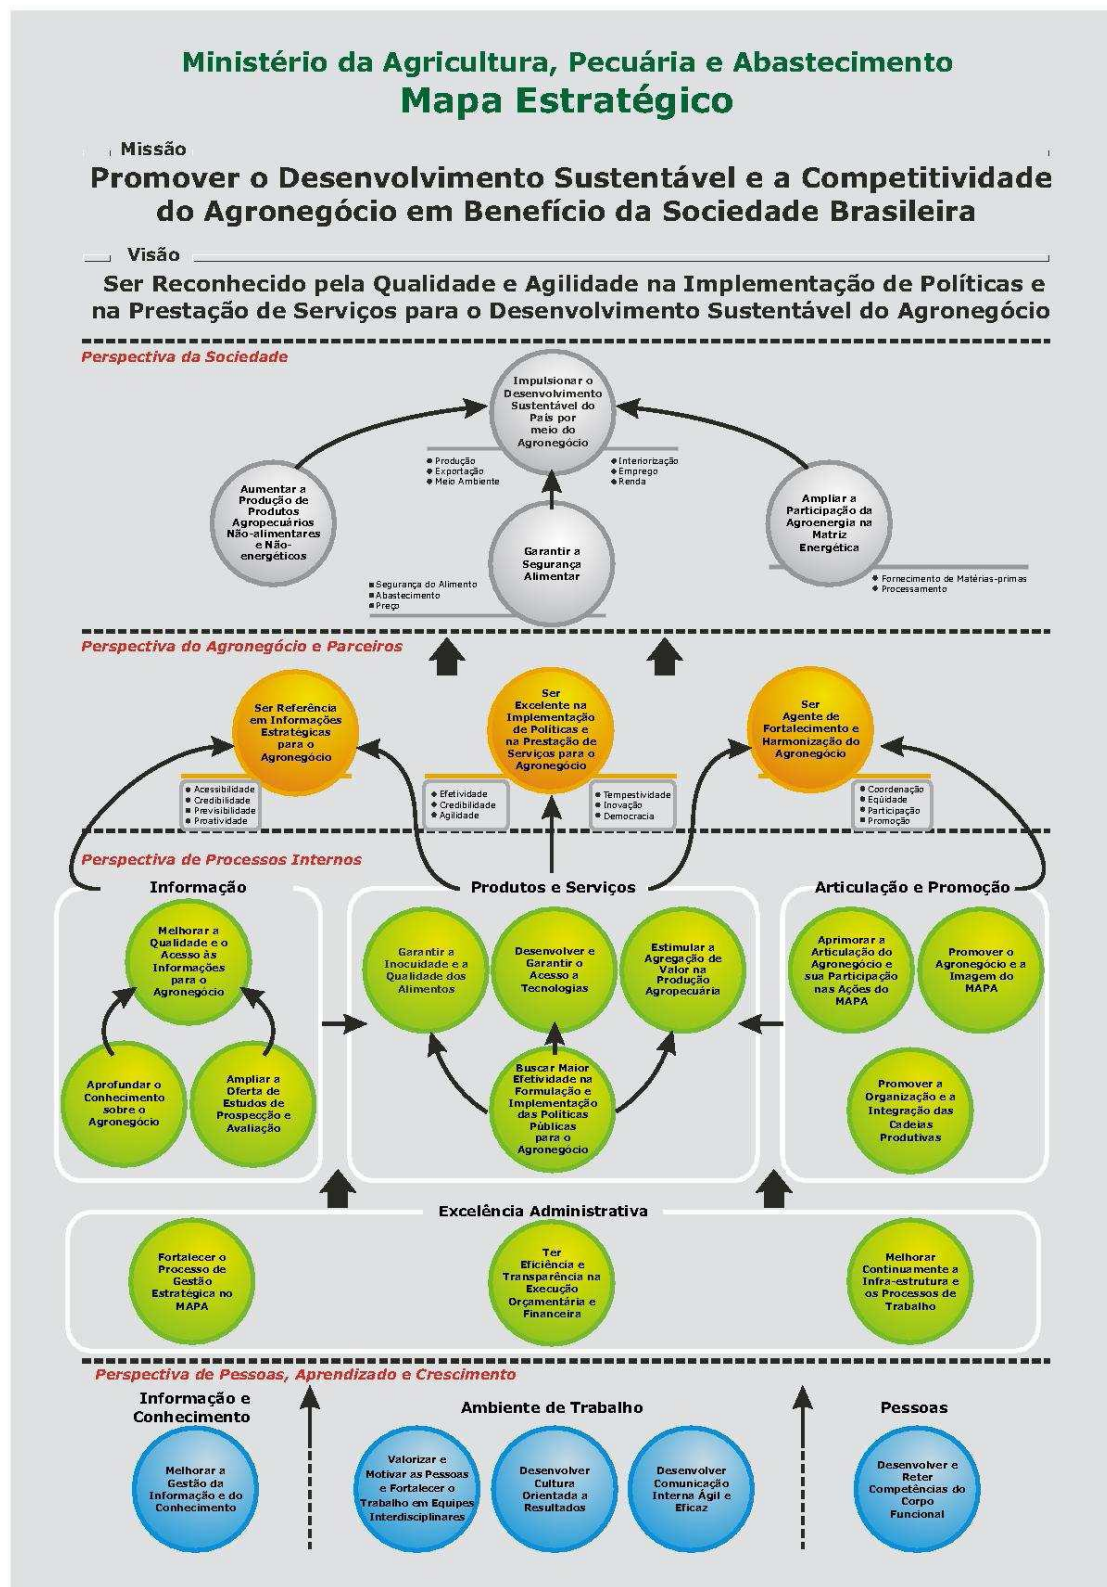 Ministério da Agricultura, Pecuária e Abastecimento
Mapa Estratégico
Missão
Promover o Desenvolvimento Sustentável e a Competitividade
do Agronegócio em Benefício da Sociedade Brasileira
Visão
Ser Reconhecido pela Qualidade e Agilidade na Implementação de Políticas e
na Prestação de Serviços para o Desenvolvimento Sustentável do Agronegócio
Perspectiva da Sociedade
Impulsionar o
Desenvolvimento
Sustentável do
País por
meio do
Agronegócio
Produção
Exportação
Meio Ambiente
Interiorização
Emprego
Renda
Aumentar a
Produção de
Produtos
Agropecuários
Não-alimentares
e Não-
energéticos
Garantir a
Segurança
Alimentar
Segurança do Alimento
Abastecimento
Preço
Ampliar a
Participação da
Agroenergia na
Matriz
Energética
Fornecimento de Matérias-primas
Processamento
Perspectiva do Agronegócio e Parceiros
Ser Referência
em Informações
Estratégicas
para o
Agronegócio
Acessibilidade
Credibilidade
Previsibilidade
Proatividade
Ser
Excelente na
Implementação
de Políticas e
na Prestação de
Serviços para o
Agronegócio
Efetividade
Credibilidade
Agilidade
Tempestividade
Inovação
Democracia
Ser
Agente de
Fortalecimento e
Harmonização do
Agronegócio
Coordenação
Eqüidade
Participação
Promoção
Perspectiva de Processos Internos
Informação
Melhorar a
Qualidade e o
Acesso às
Informações
para o
Agronegócio
Aprofundar o
Conhecimento
sobre o
Agronegócio
Ampliar a
Oferta de
Estudos de
Prospecção e
Avaliação
Produtos e Serviços
Garantir a
Inocuidade e a
Qualidade dos
Alimentos
Desenvolver e
Garantir o
Acesso a
Tecnologias
Estimular a
Agregação de
Valor na
Produção
Agropecuária
Buscar Maior
Efetividade na
Formulação e
Implementação
das Políticas
Públicas
para o
Agronegócio
Articulação e Promoção
Aprimorar a
Articulação do
Agronegócio e
sua Participação
nas Ações do
MAPA
Promover o
Agronegócio e a
Imagem do
MAPA
Promover a
Organização e a
Integração das
Cadeias
Produtivas
Excelência Administrativa
Fortalecer o
Processo de
Gestão
Estratégica no
MAPA
Ter
Eficiência e
Transparência na
Execução
Orçamentária e
Financeira
Melhorar
Continuamente a
Infra-estrutura e
os Processos de
Trabalho
Perspectiva de Pessoas, Aprendizado e Crescimento
Informação e
Conhecimento
Melhorar a
Gestão da
Informação e do
Conhecimento
Ambiente de Trabalho
Valorizar e
Motivar as Pessoas
e Fortalecer o
Trabalho em Equipes
Interdisciplinares
Desenvolver
Cultura
Orientada a
Resultados
Desenvolver
Comunicação
Interna Ágil e
Eficaz
Pessoas
Desenvolver e
Reter
Competências do
Corpo
Funcional